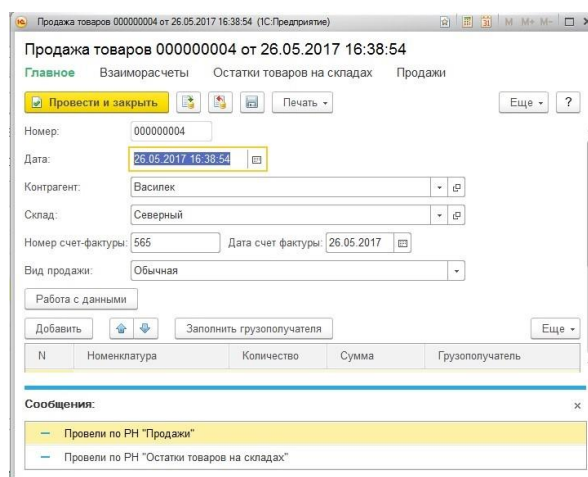 Продажа товаров 000000004 от 26.05.2017 16:38:54 (1С:Предприятие) M M+ M-
Продажа товаров 000000004 от 26.05.2017 16:38:54
Главное Взаиморасчеты Остатки товаров на складах Продажи
Провести и закрыть Печать Еще ?
Номер: 000000004
Дата: 26.05.2017 16:38:54
Контрагент: Василек
Склад: Северный
Номер счет-фактуры: 565 Дата счет фактуры: 26.05.2017
Вид продажи: Обычная
Работа с данными
Добавить Заполнить грузополучателя Еще
N Номенклатура Количество Сумма Грузополучатель
Сообщения:
Провели по РН "Продажи"
Провели по РН "Остатки товаров на складах"